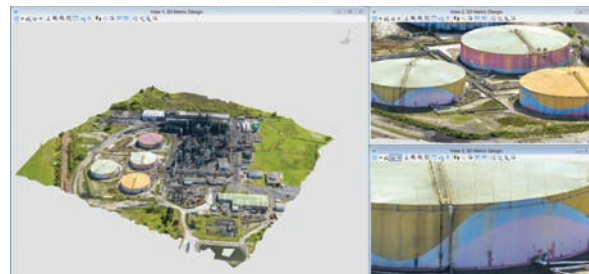 View 1, 3D Metric Design
View 2, 3D Metric Design
View 3, 3D Metric Design